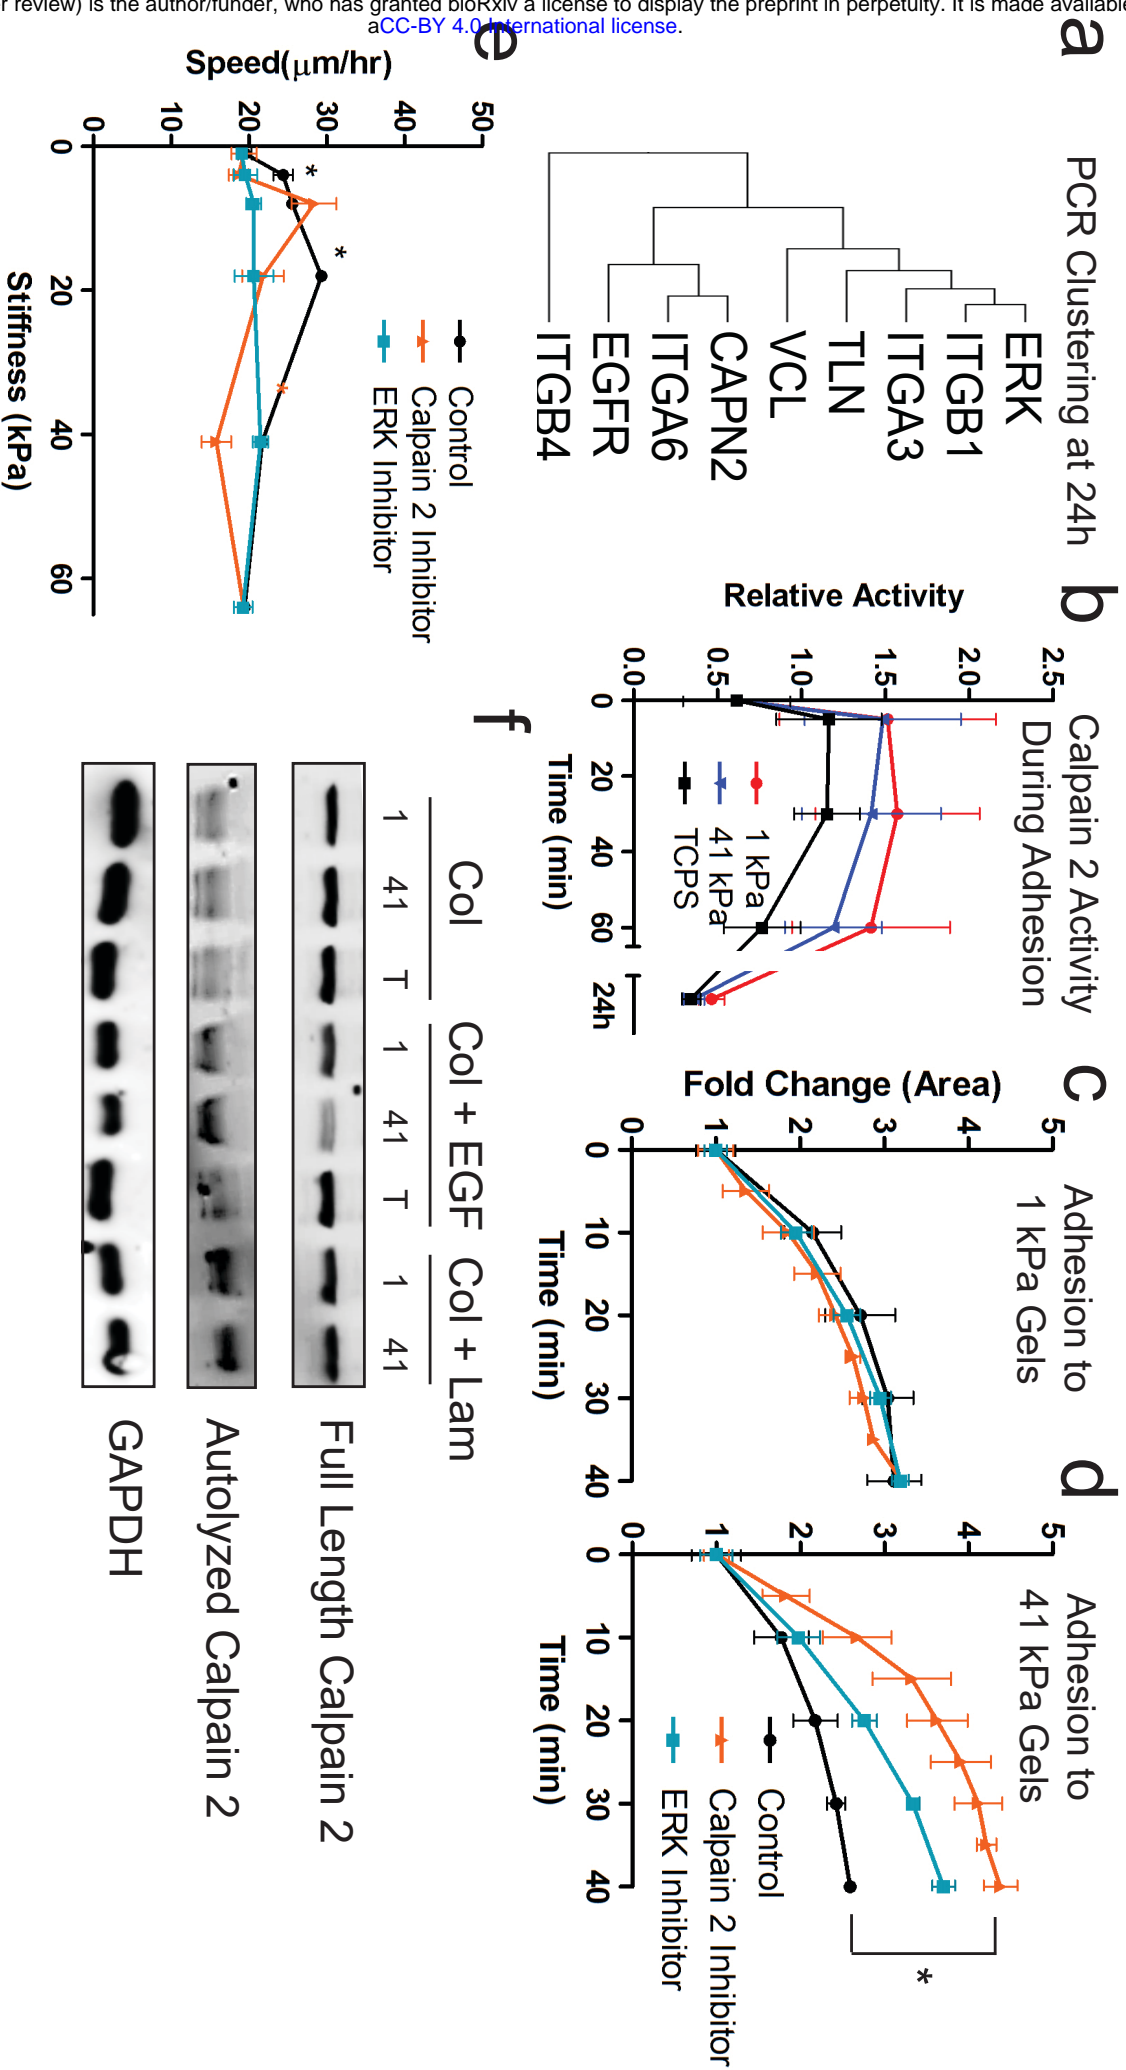 r review) is the author/funder, who has granted bioRxiv a license to display the preprint in perpetuity. It is made available
aCC-BY 4.0 International license.
a
PCR Clustering at 24h
ERK
ITGB1
ITGA3
TLN
VCL
CAPN2
ITGA6
EGFR
ITGB4
b
Calpain 2 Activity
During Adhesion
Relative Activity
2.5
2.0
1.5
1.0
0.5
0.0
0 20 40 60 24h
Time (min)
1 kPa
41 kPa
TCPS
c
Adhesion to
1 kPa Gels
Fold Change (Area)
5
4
3
2
1
0
0 10 20 30 40
Time (min)
d
Adhesion to
41 kPa Gels
5
4
3
2
1
0
0 10 20 30 40
Time (min)
Control
Calpain 2 Inhibitor
ERK Inhibitor
*
e
Speed(μm/hr)
50
40
30
20
10
0
0 20 40 60
Stiffness (kPa)
Control
Calpain 2 Inhibitor
ERK Inhibitor
*
*
*
f
Col Col + EGF Col + Lam
1 41 T 1 41 T 1 41
Full Length Calpain 2
Autolyzed Calpain 2
GAPDH